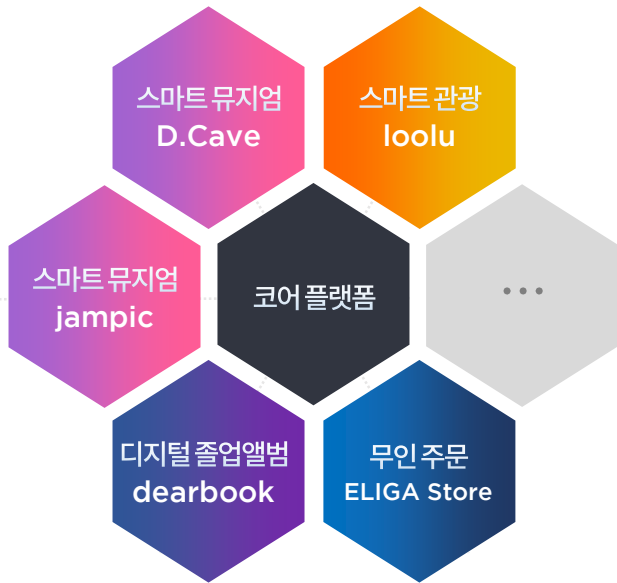 스마트 뮤지엄
D.Cave
스마트 관광
loolu
스마트 뮤지엄
jampic
코어 플랫폼
...
디지털 졸업앨범
dearbook
무인 주문
ELIGA Store